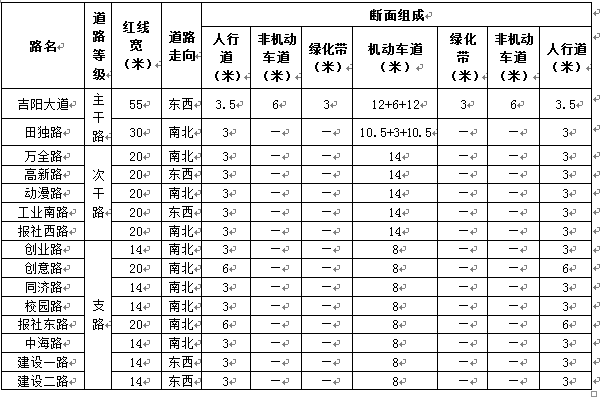 路名 道路等级 红线宽（米） 道路走向 断面组成
人行道（米） 非机动车道（米） 绿化带（米） 机动车道（米） 绿化带（米） 非机动车道（米） 人行道（米）
吉阳大道 主干路 55 东西 3.5 6 3 12+6+12 3 6 3.5
田独路 30 南北 3 — — 10.5+3+10.5 — — 3
万全路 次干路 20 南北 3 — — 14 — — 3
高新路 20 东西 3 — — 14 — — 3
动漫路 20 南北 3 — — 14 — — 3
工业南路 20 东西 3 — — 14 — — 3
报社西路 20 南北 3 — — 14 — — 3
创业路 支路 14 南北 3 — — 8 — — 3
创意路 20 南北 6 — — 8 — — 6
同济路 14 南北 3 — — 8 — — 3
校园路 14 南北 3 — — 8 — — 3
报社东路 20 南北 6 — — 8 — — 6
中海路 14 南北 3 — — 8 — — 3
建设一路 14 东西 3 — — 8 — — 3
建设二路 14 东西 3 — — 8 — — 3